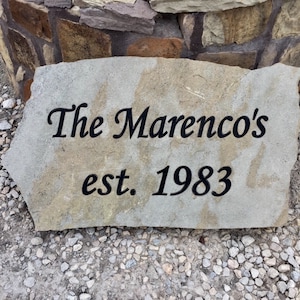 The Marenco's
est. 1983